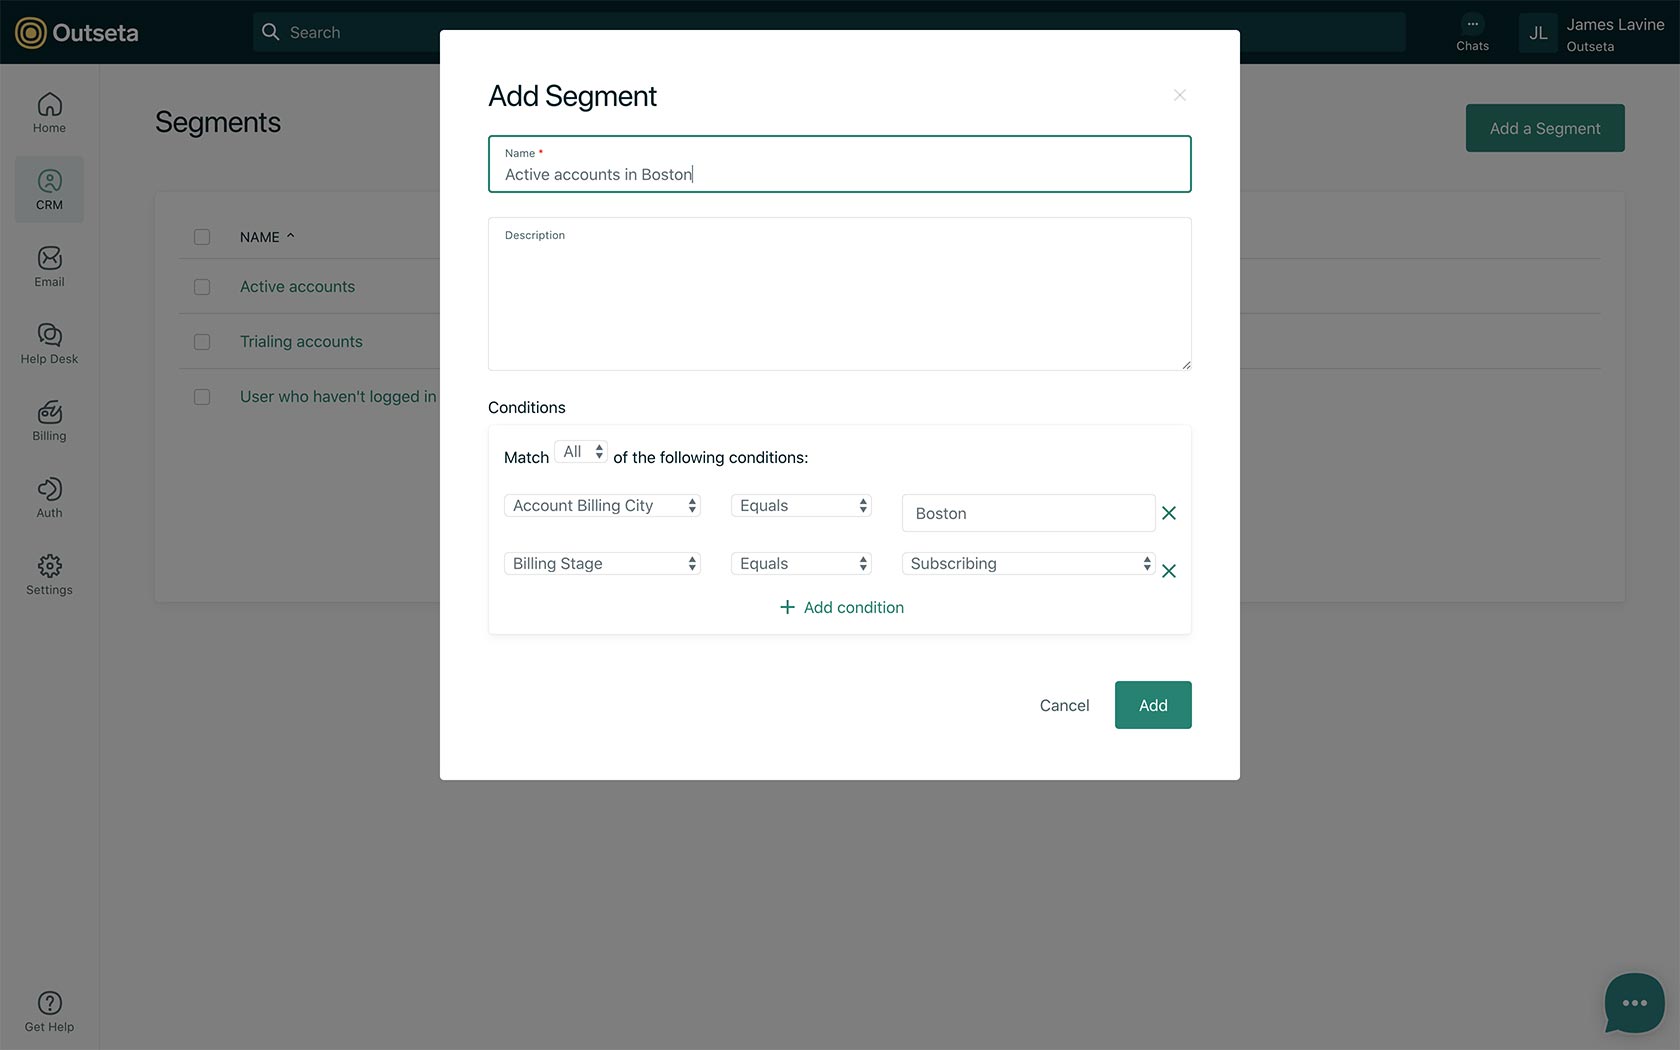 Outseta
Search
Chats
JL
James Lavine
Outseta
Home
CRM
Email
Help Desk
Billing
Auth
Settings
Get Help
Segments
Add a Segment
NAME
Active accounts
Trialing accounts
User who haven't logged in
Add Segment
Name *
Active accounts in Boston
Description
Conditions
Match All of the following conditions:
Account Billing City Equals Boston
Billing Stage Equals Subscribing
+ Add condition
Cancel Add